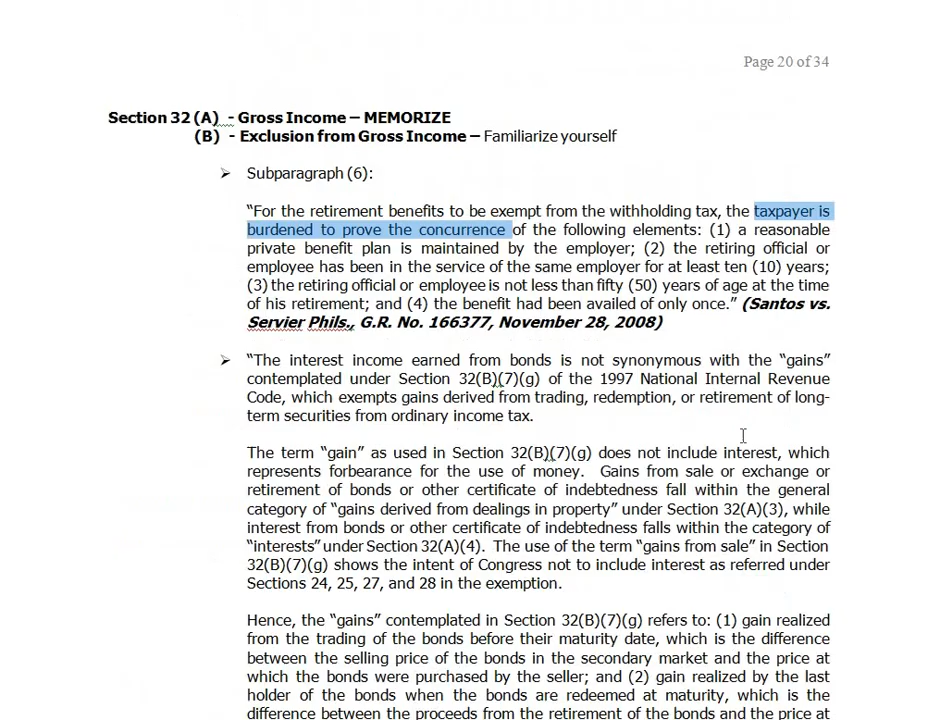 Page 20 of 34
Section 32 (A) - Gross Income – MEMORIZE
(B) - Exclusion from Gross Income – Familiarize yourself
➢ Subparagraph (6):
“For the retirement benefits to be exempt from the withholding tax, the taxpayer is
burdened to prove the concurrence of the following elements: (1) a reasonable
private benefit plan is maintained by the employer; (2) the retiring official or
employee has been in the service of the same employer for at least ten (10) years;
(3) the retiring official or employee is not less than fifty (50) years of age at the time
of his retirement; and (4) the benefit had been availed of only once.” (Santos vs.
Servier Phils., G.R. No. 166377, November 28, 2008)
➢ “The interest income earned from bonds is not synonymous with the “gains”
contemplated under Section 32(B)(7)(g) of the 1997 National Internal Revenue
Code, which exempts gains derived from trading, redemption, or retirement of long-
term securities from ordinary income tax.
The term “gain” as used in Section 32(B)(7)(g) does not include interest, which
represents forbearance for the use of money. Gains from sale or exchange or
retirement of bonds or other certificate of indebtedness fall within the general
category of “gains derived from dealings in property” under Section 32(A)(3), while
interest from bonds or other certificate of indebtedness falls within the category of
“interests” under Section 32(A)(4). The use of the term “gains from sale” in Section
32(B)(7)(g) shows the intent of Congress not to include interest as referred under
Sections 24, 25, 27, and 28 in the exemption.
Hence, the “gains” contemplated in Section 32(B)(7)(g) refers to: (1) gain realized
from the trading of the bonds before their maturity date, which is the difference
between the selling price of the bonds in the secondary market and the price at
which the bonds were purchased by the seller; and (2) gain realized by the last
holder of the bonds when the bonds are redeemed at maturity, which is the
difference between the proceeds from the retirement of the bonds and the price at